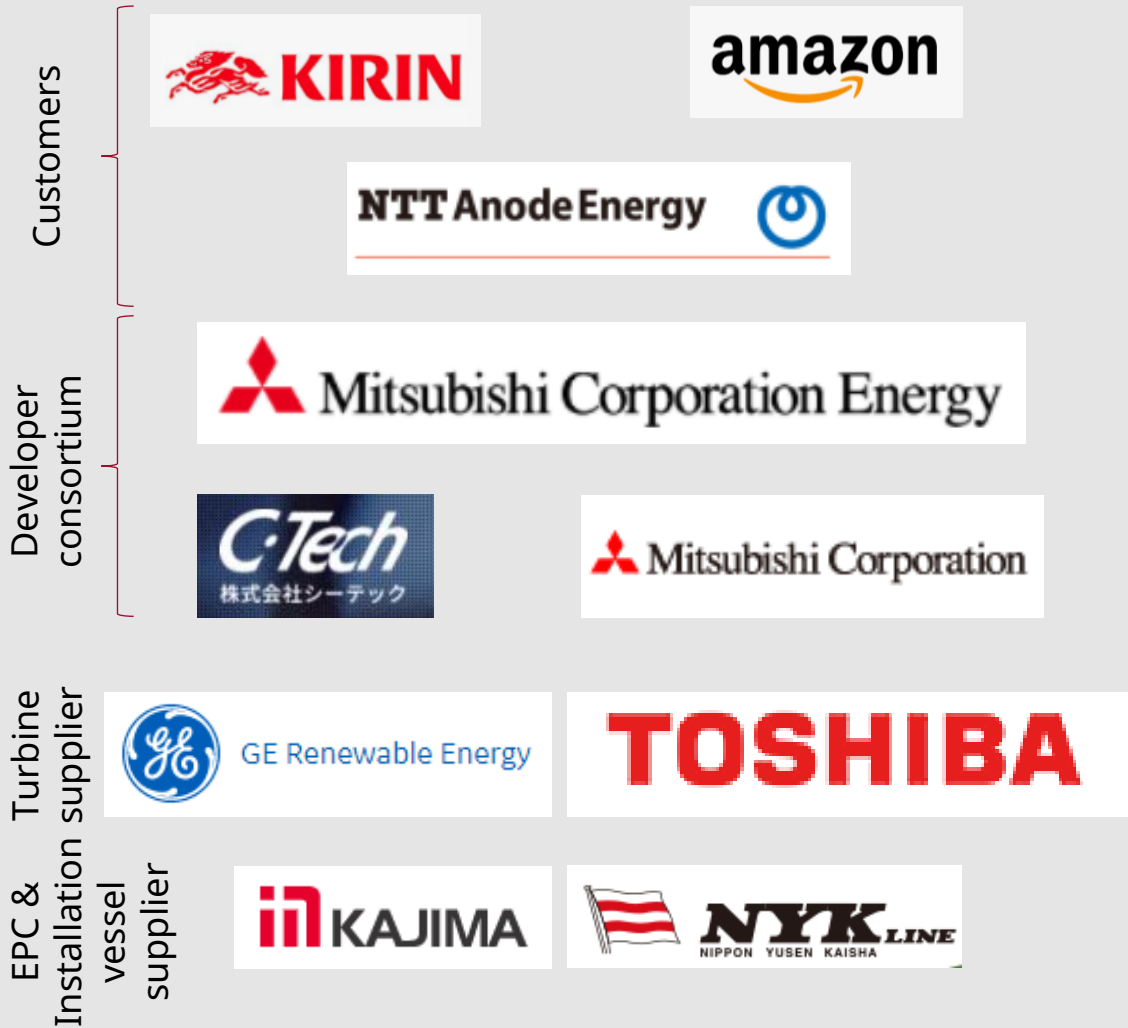 Customers
KIRIN
amazon
NTT Anode Energy
Developer
consortium
Mitsubishi Corporation Energy
C·Tech
株式会社シーテック
Mitsubishi Corporation
Turbine
supplier
GE
GE Renewable Energy
TOSHIBA
EPC &
Installation
vessel
supplier
KAJIMA
NYK LINE
NIPPON YUSEN KAISHA